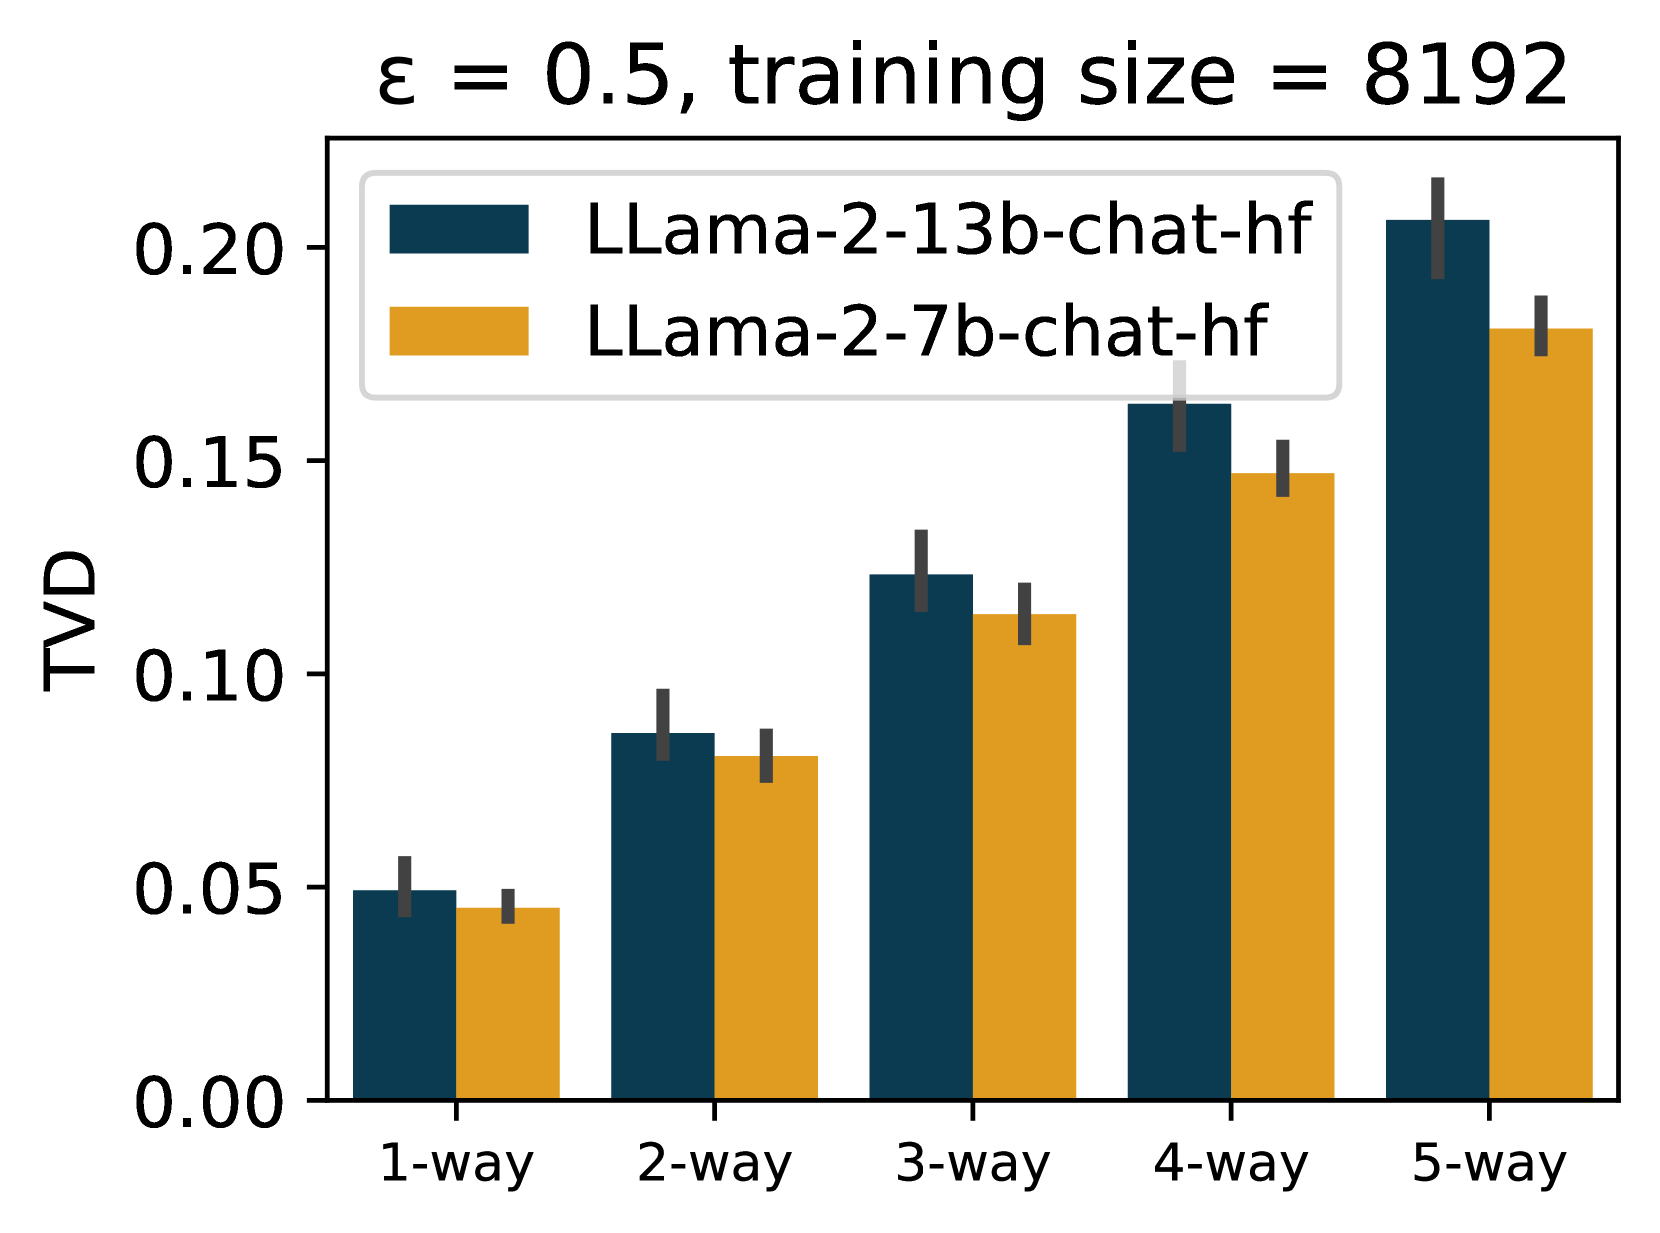 ε = 0.5, training size = 8192
LLama-2-13b-chat-hf
LLama-2-7b-chat-hf
0.20
0.15
0.10
0.05
0.00
TVD
1-way 2-way 3-way 4-way 5-way